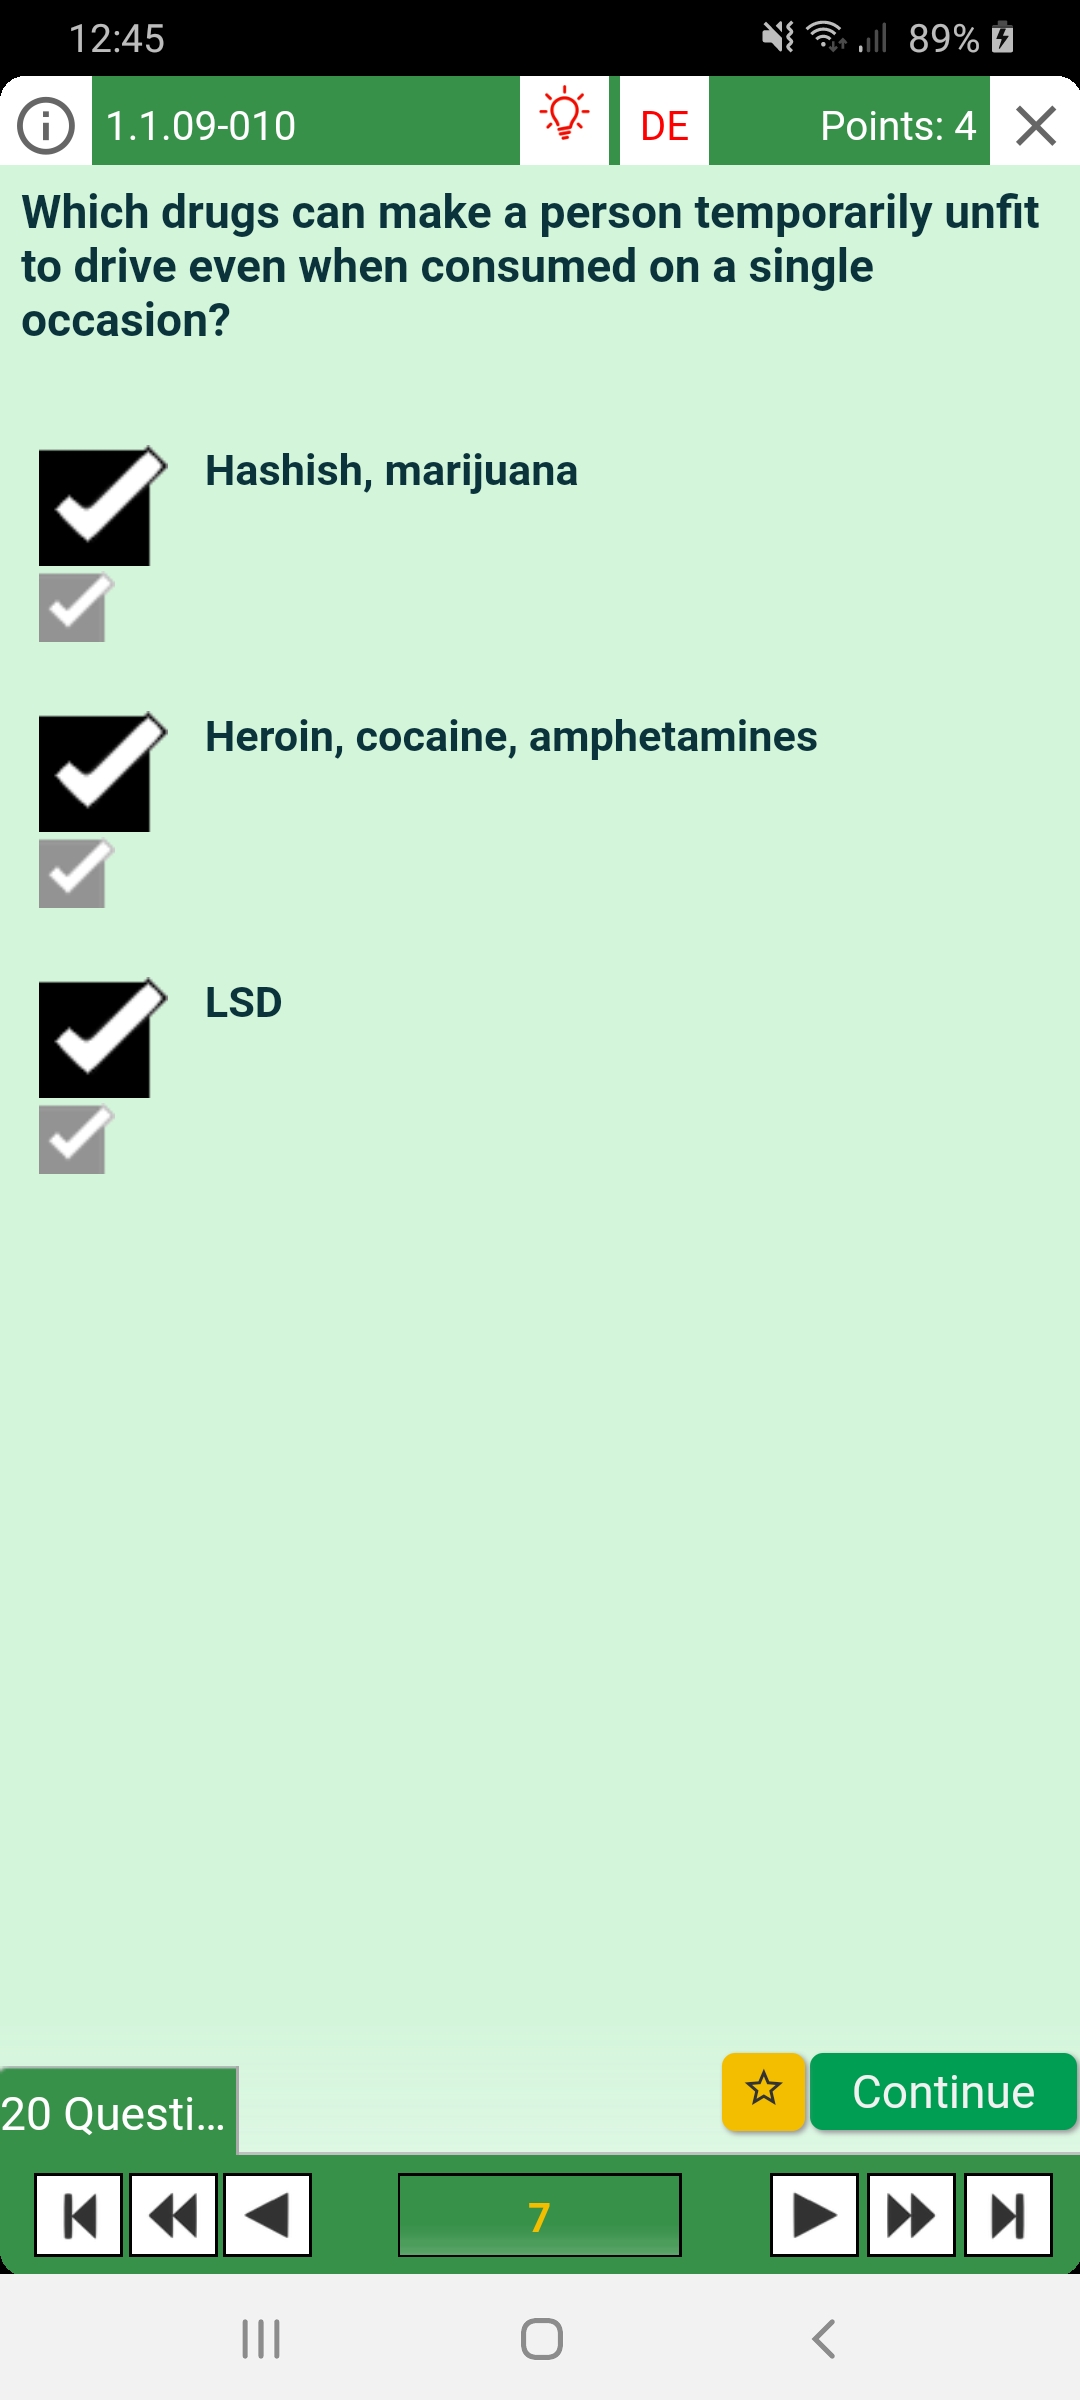 12:45
89%
1.1.09-010
DE
Points: 4
Which drugs can make a person temporarily unfit
to drive even when consumed on a single
occasion?
Hashish, marijuana
Heroin, cocaine, amphetamines
LSD
Continue
20 Questi...
7